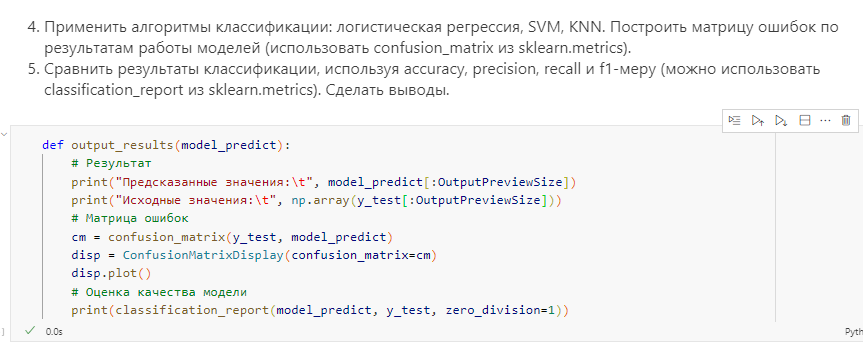 4. Применить алгоритмы классификации: логистическая регрессия, SVM, KNN. Построить матрицу ошибок по
результатам работы моделей (использовать confusion_matrix из sklearn.metrics).
5. Сравнить результаты классификации, используя accuracy, precision, recall и f1-меру (можно использовать
classification_report из sklearn.metrics). Сделать выводы.
def output_results(model_predict):
    # Результат
    print("Предсказанные значения:\t", model_predict[:OutputPreviewSize])
    print("Исходные значения:\t", np.array(y_test[:OutputPreviewSize]))
    # Матрица ошибок
    cm = confusion_matrix(y_test, model_predict)
    disp = ConfusionMatrixDisplay(confusion_matrix=cm)
    disp.plot()
    # Оценка качества модели
    print(classification_report(model_predict, y_test, zero_division=1))
] 0.0s Pyth